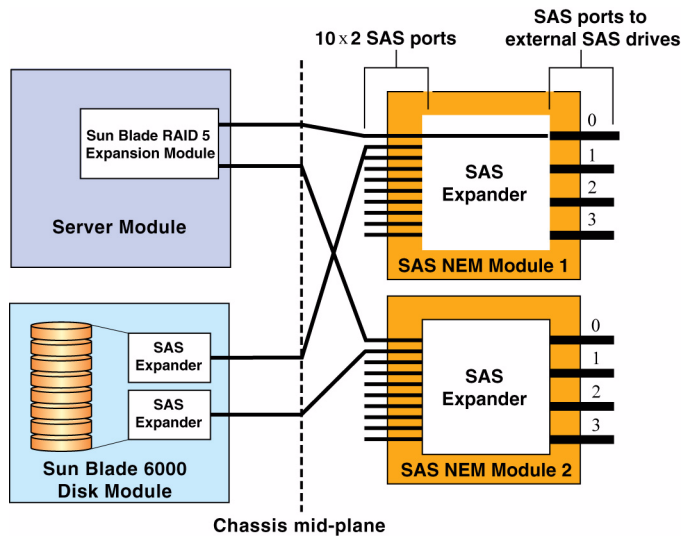 SAS ports to
external SAS drives
10 x 2 SAS ports
Sun Blade RAID 5
Expansion Module
Server Module
SAS
Expander
0
1
2
3
SAS NEM Module 1
SAS
Expander
SAS
Expander
Sun Blade 6000
Disk Module
SAS
Expander
0
1
2
3
SAS NEM Module 2
Chassis mid-plane